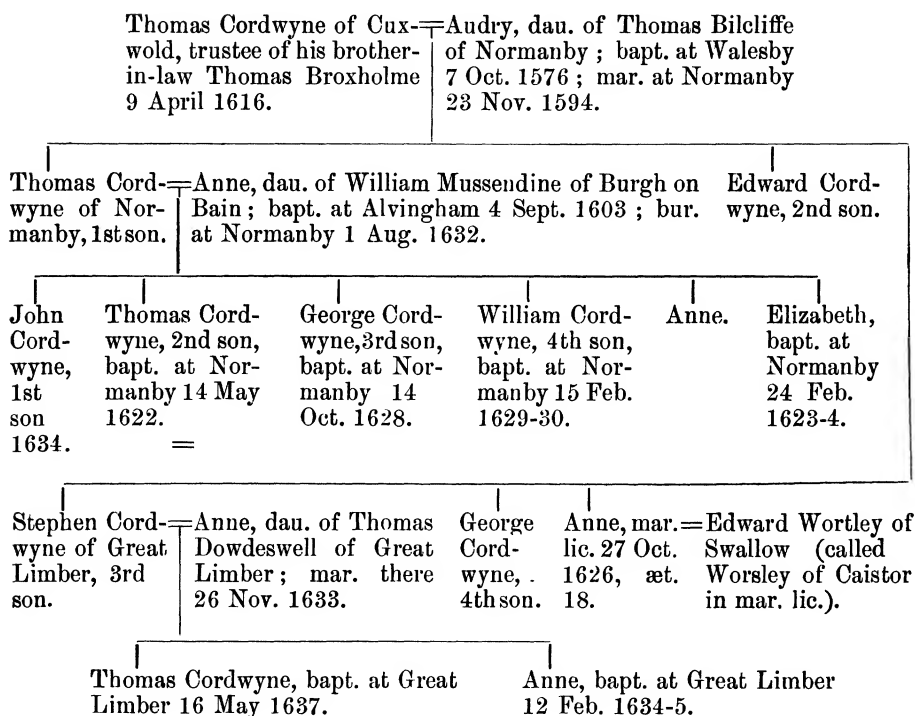 Thomas Cordwyne of Cux-
wold, trustee of his brother-
in-law Thomas Broxholme
9 April 1616.
Audry, dau. of Thomas Bilcliffe
of Normanby ; bapt. at Walesby
7 Oct. 1576 ; mar. at Normanby
23 Nov. 1594.
Thomas Cord-
wyne of Nor-
manby, 1st son.
Anne, dau. of William Mussendine of Burgh on
Bain ; bapt. at Alvingham 4 Sept. 1603 ; bur.
at Normanby 1 Aug. 1632.
Edward Cord-
wyne, 2nd son.
John
Cord-
wyne,
1st
son
1634.
Thomas Cord-
wyne, 2nd son,
bapt. at Nor-
manby 14 May
1622.
=
George Cord-
wyne, 3rd son,
bapt. at Nor-
manby 14
Oct. 1628.
William Cord-
wyne, 4th son,
bapt. at Nor-
manby 15 Feb.
1629-30.
Anne.
Elizabeth,
bapt. at
Normanby
24 Feb.
1623-4.
Stephen Cord-
wyne of Great
Limber, 3rd
son.
Anne, dau. of Thomas
Dowdeswell of Great
Limber ; mar. there
26 Nov. 1633.
George
Cord-
wyne, .
4th son.
Anne, mar.
lic. 27 Oct.
1626, æt.
18.
=Edward Wortley of
Swallow (called
Worsley of Caistor
in mar. lic.).
Thomas Cordwyne, bapt. at Great
Limber 16 May 1637.
Anne, bapt. at Great Limber
12 Feb. 1634-5.